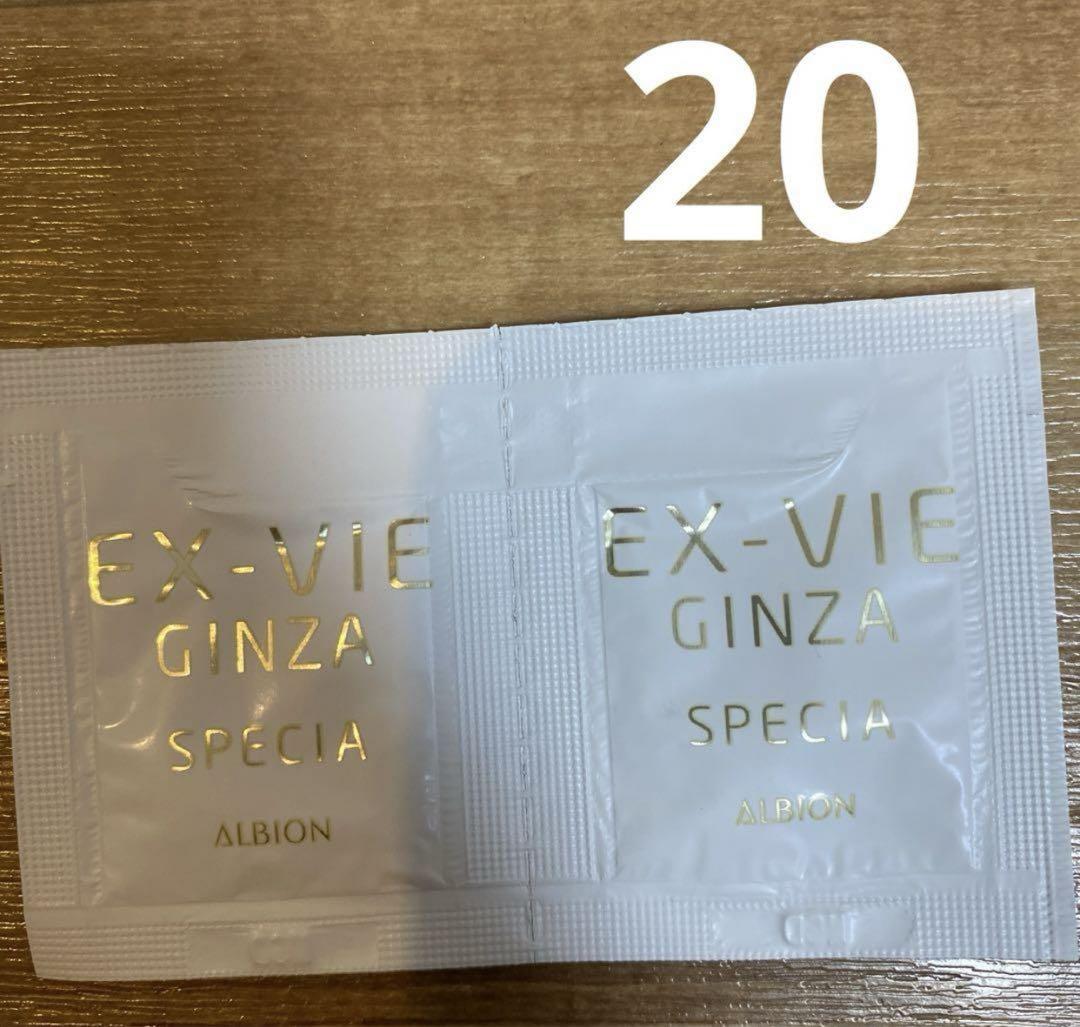 20
EX-VIE
GINZA
SPECIA
ALBION
EX-VIE
GINZA
SPECIA
ALBION